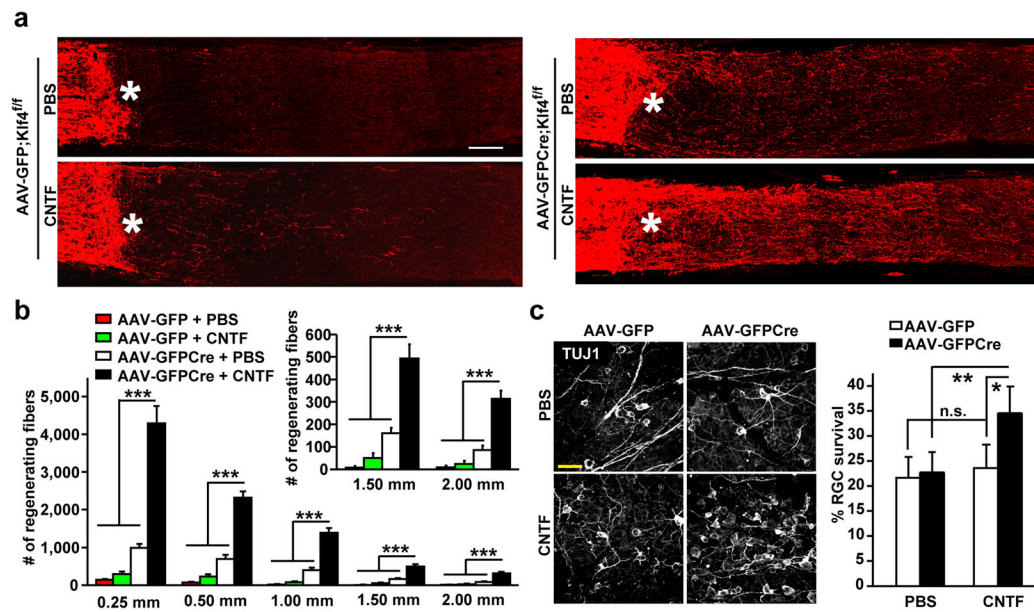 a
AAV-GFP;Klf4f/f
PBS
CNTF
*
*
AAV-GFPCre;Klf4f/f
PBS
CNTF
*
*
b
AAV-GFP + PBS
AAV-GFP + CNTF
AAV-GFPCre + PBS
AAV-GFPCre + CNTF
# of regenerating fibers
5,000
4,000
3,000
2,000
1,000
0
***
***
***
***
***
0.25 mm
0.50 mm
1.00 mm
1.50 mm
2.00 mm
# of regenerating fibers
600
500
400
300
200
100
0
***
***
1.50 mm
2.00 mm
c
AAV-GFP
AAV-GFPCre
TUJ1
PBS
CNTF
AAV-GFP
AAV-GFPCre
% RGC survival
40
35
30
25
20
15
10
5
0
n.s.
**
*
PBS
CNTF